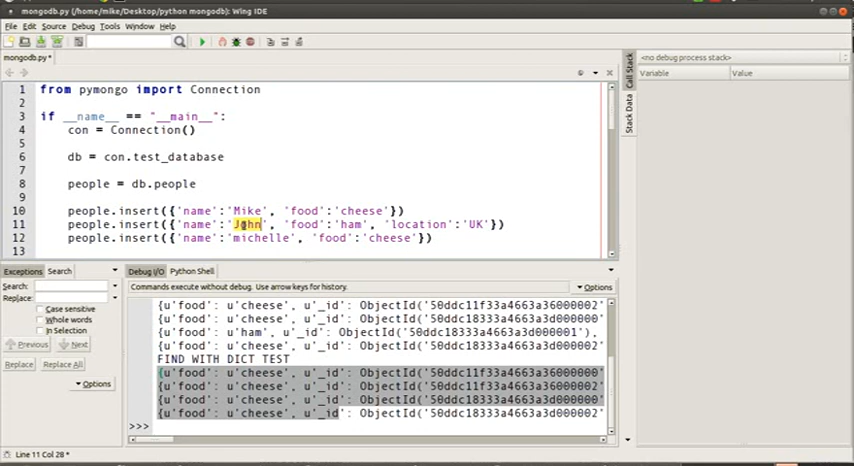 mongodb.py (/home/mike/Desktop/python mongodb): Wing IDE
File Edit Source Debug Tools Window Help
mongodb.py *
<no debug process stack>
Variable Value
Call Stack
Stack Data
1 from pymongo import Connection
2
3 if __name__ == "__main__":
4 con = Connection()
5
6 db = con.test_database
7
8 people = db.people
9
10 people.insert({'name':'Mike', 'food':'cheese'})
11 people.insert({'name':'John', 'food':'ham', 'location':'UK'})
12 people.insert({'name':'michelle', 'food':'cheese'})
13
Exceptions Search
Search:
Replace:
Case sensitive
Whole words
In Selection
Previous Next
Replace Replace All
Options
Debug I/O Python Shell
Commands execute without debug. Use arrow keys for history.
Options
{u'food': u'cheese', u'_id': ObjectId('50ddc11f33a4663a36000002'
{u'food': u'cheese', u'_id': ObjectId('50ddc18333a4663a3d000000'
{u'food': u'ham', u'_id': ObjectId('50ddc18333a4663a3d000001'),
{u'food': u'cheese', u'_id': ObjectId('50ddc18333a4663a3d000002'
FIND WITH DICT TEST
{u'food': u'cheese', u'_id': ObjectId('50ddc11f33a4663a36000000'
{u'food': u'cheese', u'_id': ObjectId('50ddc11f33a4663a36000002'
{u'food': u'cheese', u'_id': ObjectId('50ddc18333a4663a3d000000'
{u'food': u'cheese', u'_id': ObjectId('50ddc18333a4663a3d000002'
>>>
Line 11 Col 28 *